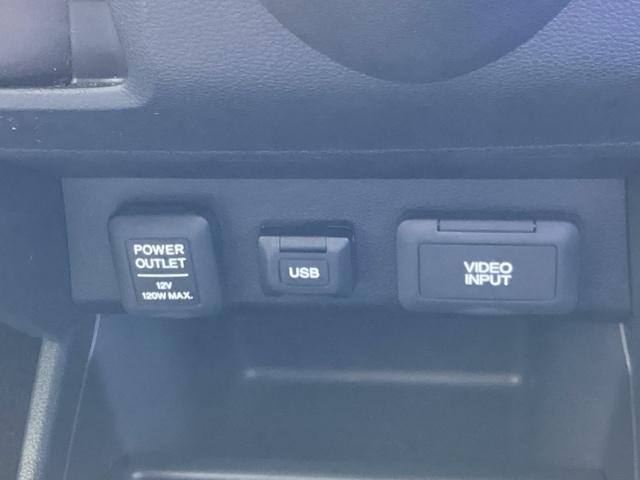 POWER
OUTLET
12V
120W MAX.
USB
VIDEO
INPUT